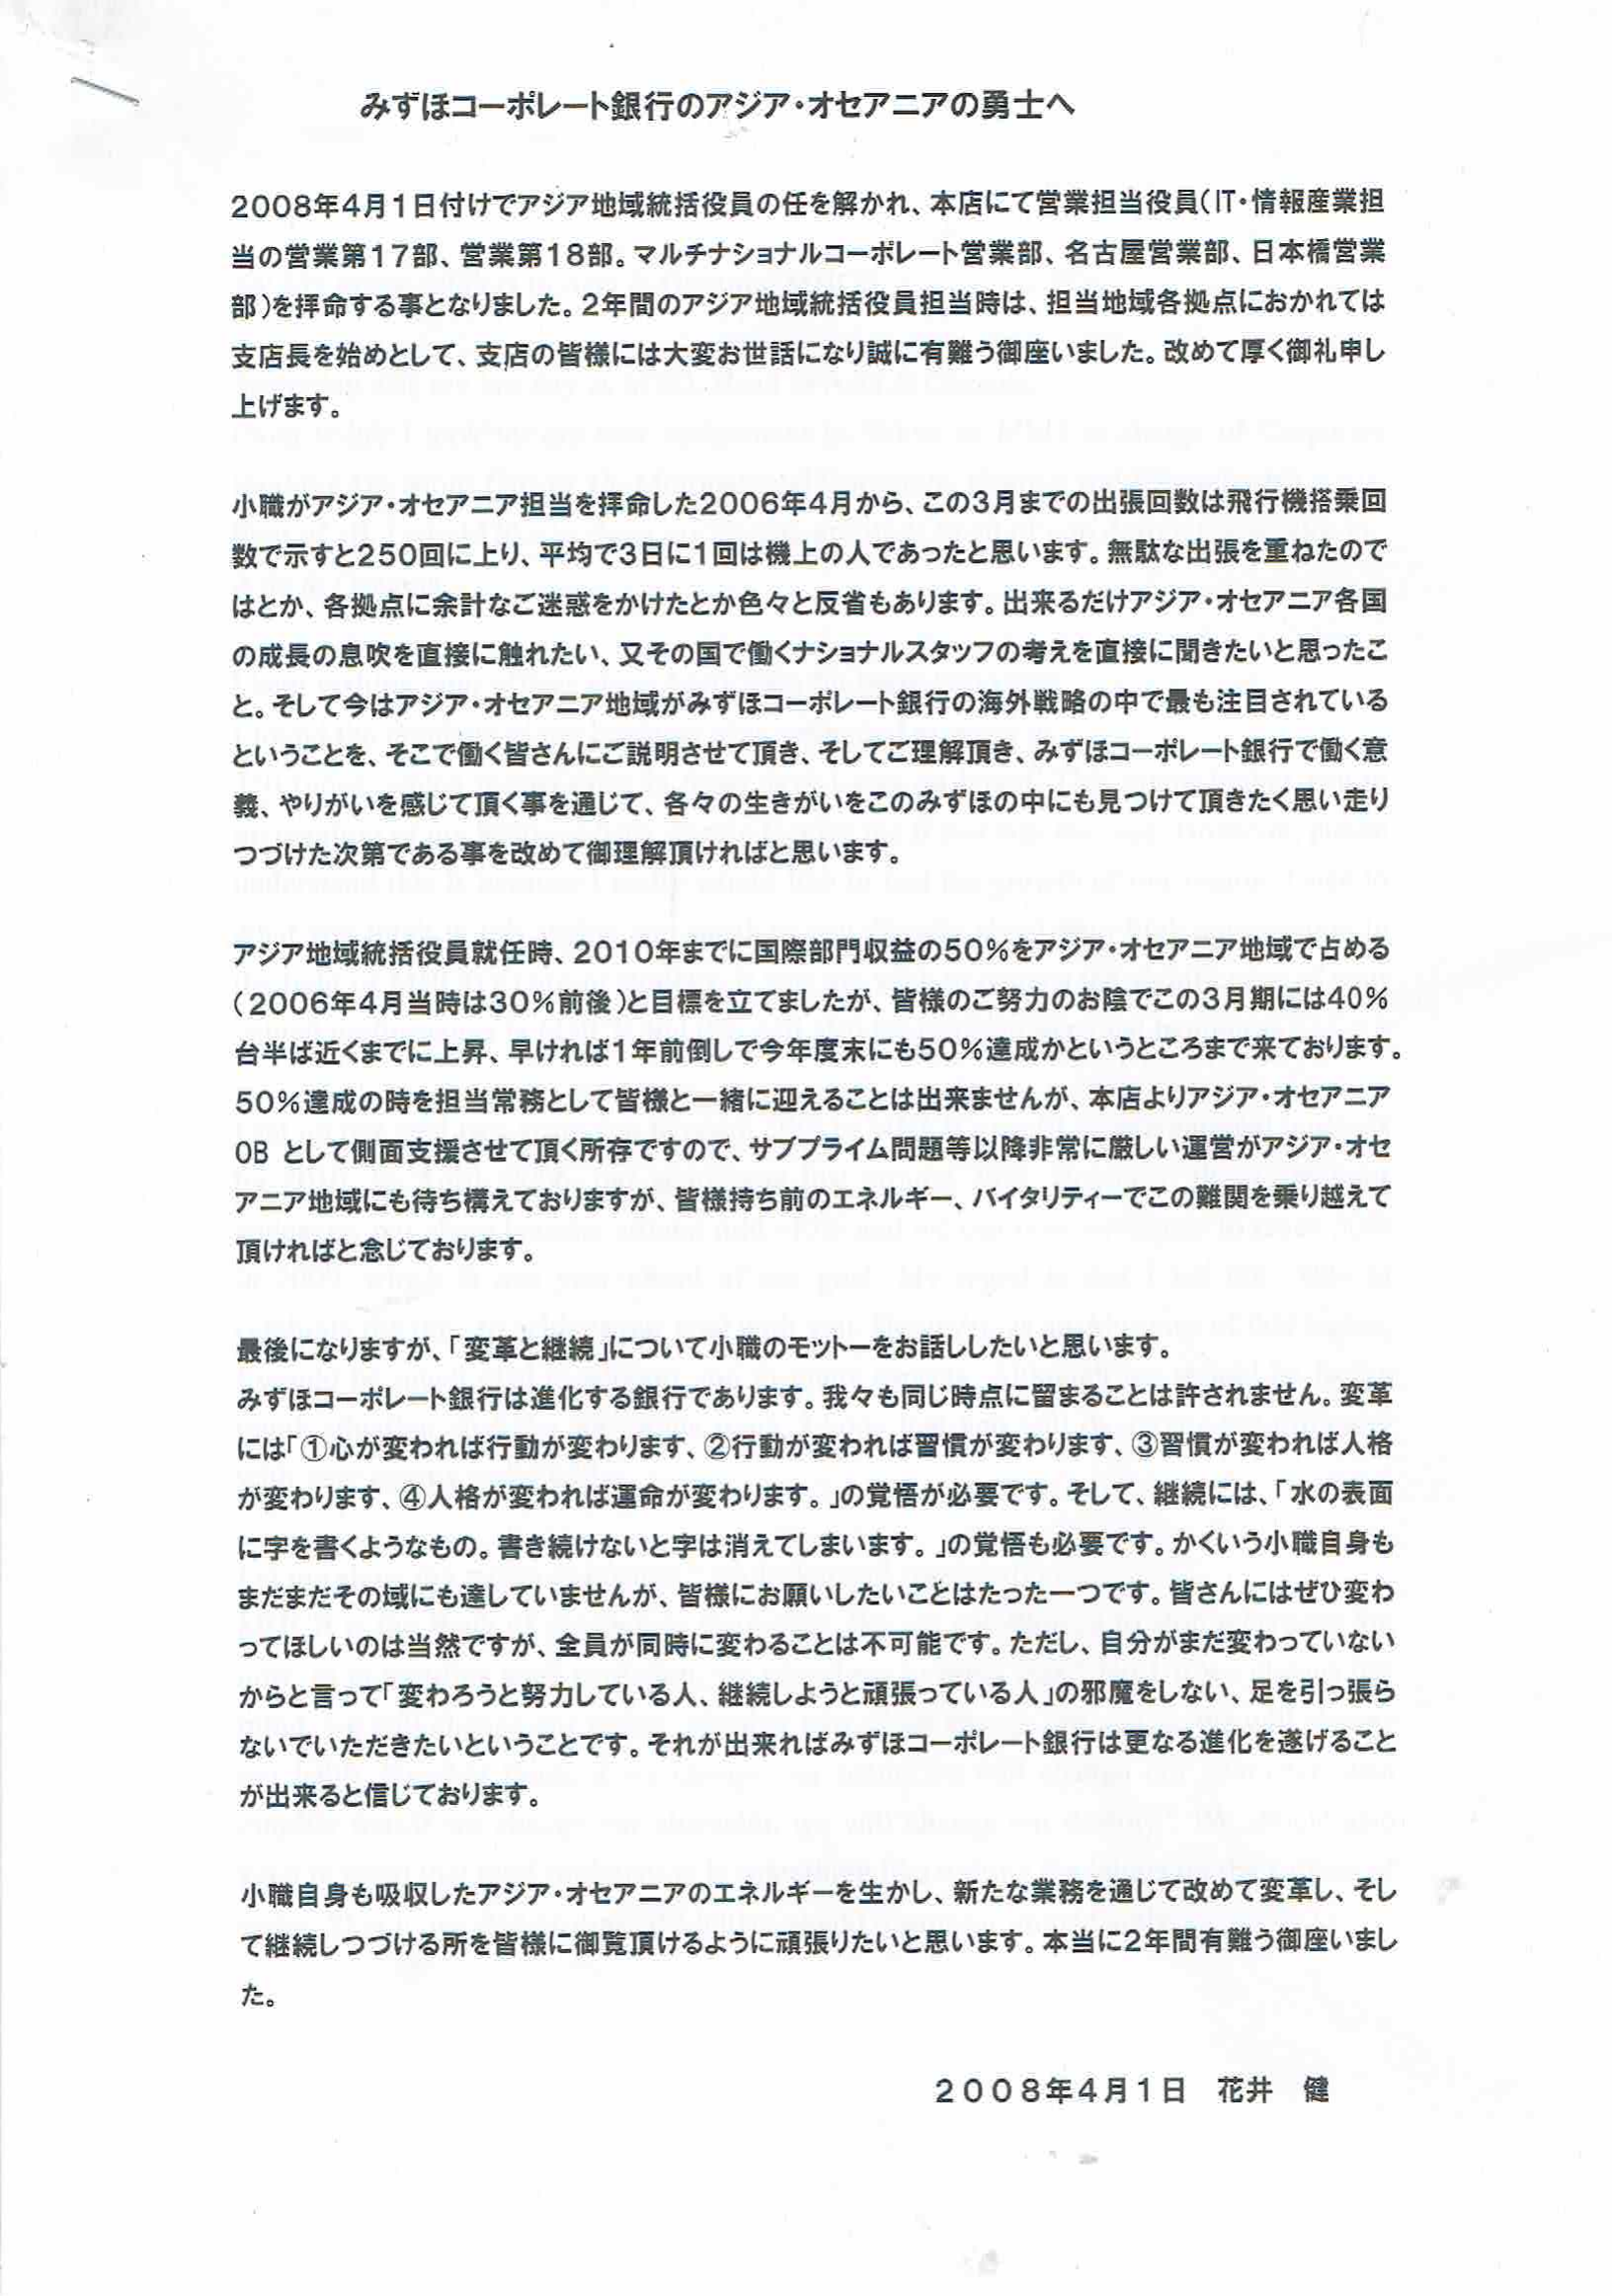 みずほコーポレート銀行のアジア・オセアニアの勇士へ
2008年4月1日付けでアジア地域統括役員の任を解かれ、本店にて営業担当役員(IT・情報産業担
当の営業第17部、営業第18部。マルチナショナルコーポレート営業部、名古屋営業部、日本橋営業
部)を拝命する事となりました。2年間のアジア地域統括役員担当時は、担当地域各拠点におかれては
支店長を始めとして、支店の皆様には大変お世話になり誠に有難う御座いました。改めて厚く御礼申し
上げます。
小職がアジア・オセアニア担当を拝命した2006年4月から、この3月までの出張回数は飛行機搭乗回
数で示すと250回に上り、平均で3日に1回は機上の人であったと思います。無駄な出張を重ねたので
はとか、各拠点に余計なご迷惑をかけたとか色々と反省もあります。出来るだけアジア・オセアニア各国
の成長の息吹を直接に触れたい、又その国で働くナショナルスタッフの考えを直接に聞きたいと思ったこ
と。そして今はアジア・オセアニア地域がみずほコーポレート銀行の海外戦略の中で最も注目されている
ということを、そこで働く皆さんにご説明させて頂き、そしてご理解頂き、みずほコーポレート銀行で働く意
義、やりがいを感じて頂く事を通じて、各々の生きがいをこのみずほの中にも見つけて頂きたく思い走り
つづけた次第である事を改めて御理解頂ければと思います。
アジア地域統括役員就任時、2010年までに国際部門収益の50%をアジア・オセアニア地域で占める
(2006年4月当時は30%前後)と目標を立てましたが、皆様のご努力のお陰でこの3月期には40%
台半ば近くまでに上昇、早ければ1年前倒しで今年度末にも50%達成かというところまで来ております。
50%達成の時を担当常務として皆様と一緒に迎えることは出来ませんが、本店よりアジア・オセアニア
OB として側面支援させて頂く所存ですので、サブプライム問題等以降非常に厳しい運営がアジア・オセ
アニア地域にも待ち構えておりますが、皆様持ち前のエネルギー、バイタリティーでこの難関を乗り越えて
頂ければと念じております。
最後になりますが、「変革と継続」について小職のモットーをお話ししたいと思います。
みずほコーポレート銀行は進化する銀行であります。我々も同じ時点に留まることは許されません。変革
には「①心が変われば行動が変わります、②行動が変われば習慣が変わります、③習慣が変われば人格
が変わります、④人格が変われば運命が変わります。」の覚悟が必要です。そして、継続には、「水の表面
に字を書くようなもの。書き続けないと字は消えてしまいます。」の覚悟も必要です。かくいう小職自身も
まだまだその域にも達していませんが、皆様にお願いしたいことはたった一つです。皆さんにはぜひ変わ
ってほしいのは当然ですが、全員が同時に変わることは不可能です。ただし、自分がまだ変わっていない
からと言って「変わろうと努力している人、継続しようと頑張っている人」の邪魔をしない、足を引っ張ら
ないでいただきたいということです。それが出来ればみずほコーポレート銀行は更なる進化を遂げること
が出来ると信じております。
小職自身も吸収したアジア・オセアニアのエネルギーを生かし、新たな業務を通じて改めて変革し、そし
て継続しつづける所を皆様に御覧頂けるように頑張りたいと思います。本当に2年間有難う御座いまし
た。
2008年4月1日　花井　健